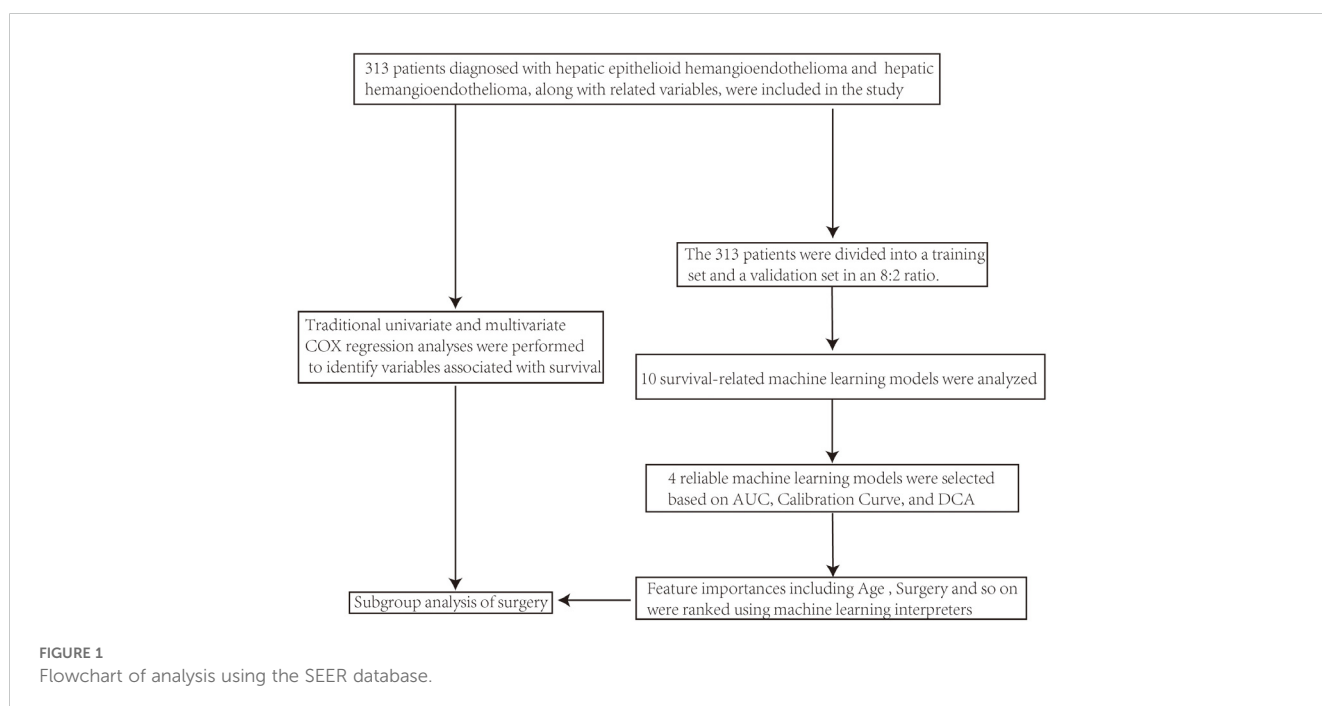 313 patients diagnosed with hepatic epithelioid hemangioendothelioma and hepatic
hemangioendothelioma, along with related variables, were included in the study
The 313 patients were divided into a training
set and a validation set in an 8:2 ratio.
Traditional univariate and multivariate
COX regression analyses were performed
to identify variables associated with survival
10 survival-related machine learning models were analyzed
4 reliable machine learning models were selected
based on AUC, Calibration Curve, and DCA
Feature importances including Age , Surgery and so on
were ranked using machine learning interpreters
Subgroup analysis of surgery
FIGURE 1
Flowchart of analysis using the SEER database.